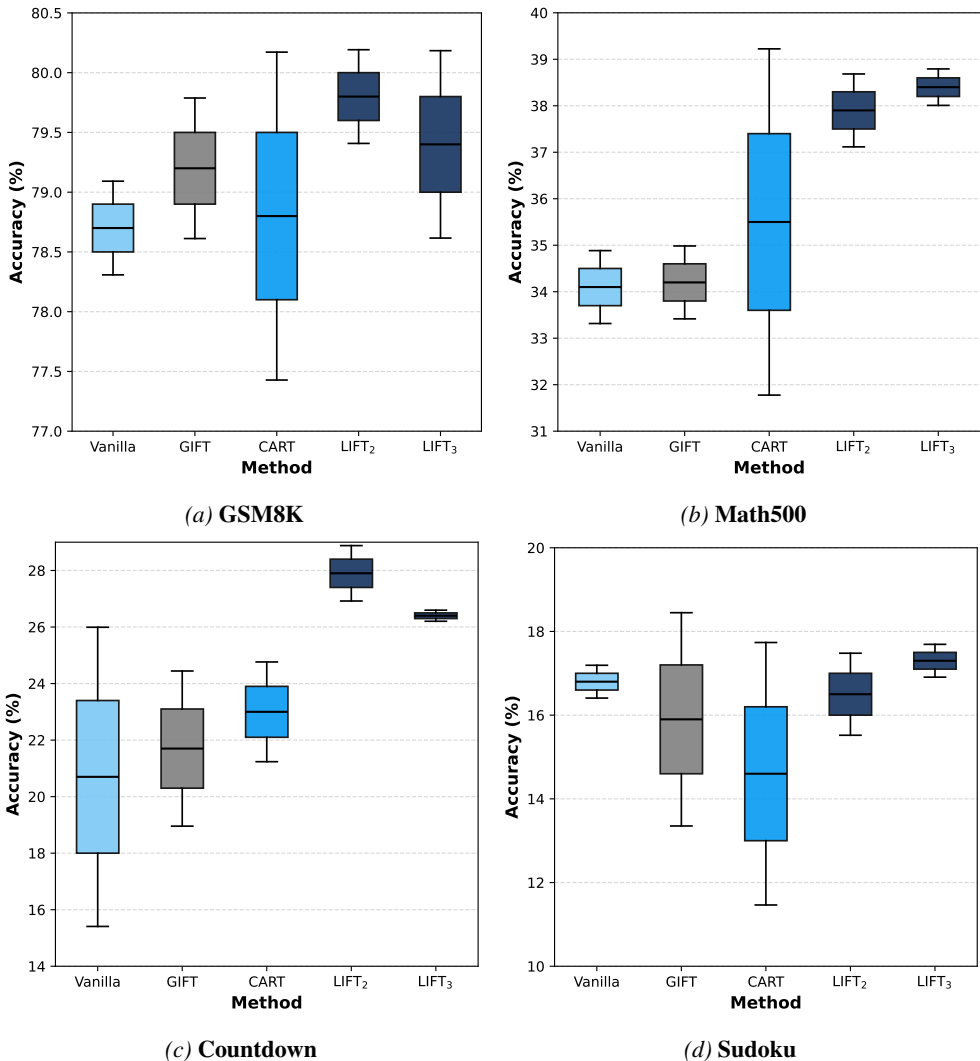 80.5
80.0
79.5
79.0
78.5
78.0
77.5
77.0
Accuracy (%)
Vanilla GIFT CART LIFT₂ LIFT₃
Method
(a) GSM8K
40
39
38
37
36
35
34
33
32
31
Accuracy (%)
Vanilla GIFT CART LIFT₂ LIFT₃
Method
(b) Math500
28
26
24
22
20
18
16
14
Accuracy (%)
Vanilla GIFT CART LIFT₂ LIFT₃
Method
(c) Countdown
20
18
16
14
12
10
Accuracy (%)
Vanilla GIFT CART LIFT₂ LIFT₃
Method
(d) Sudoku